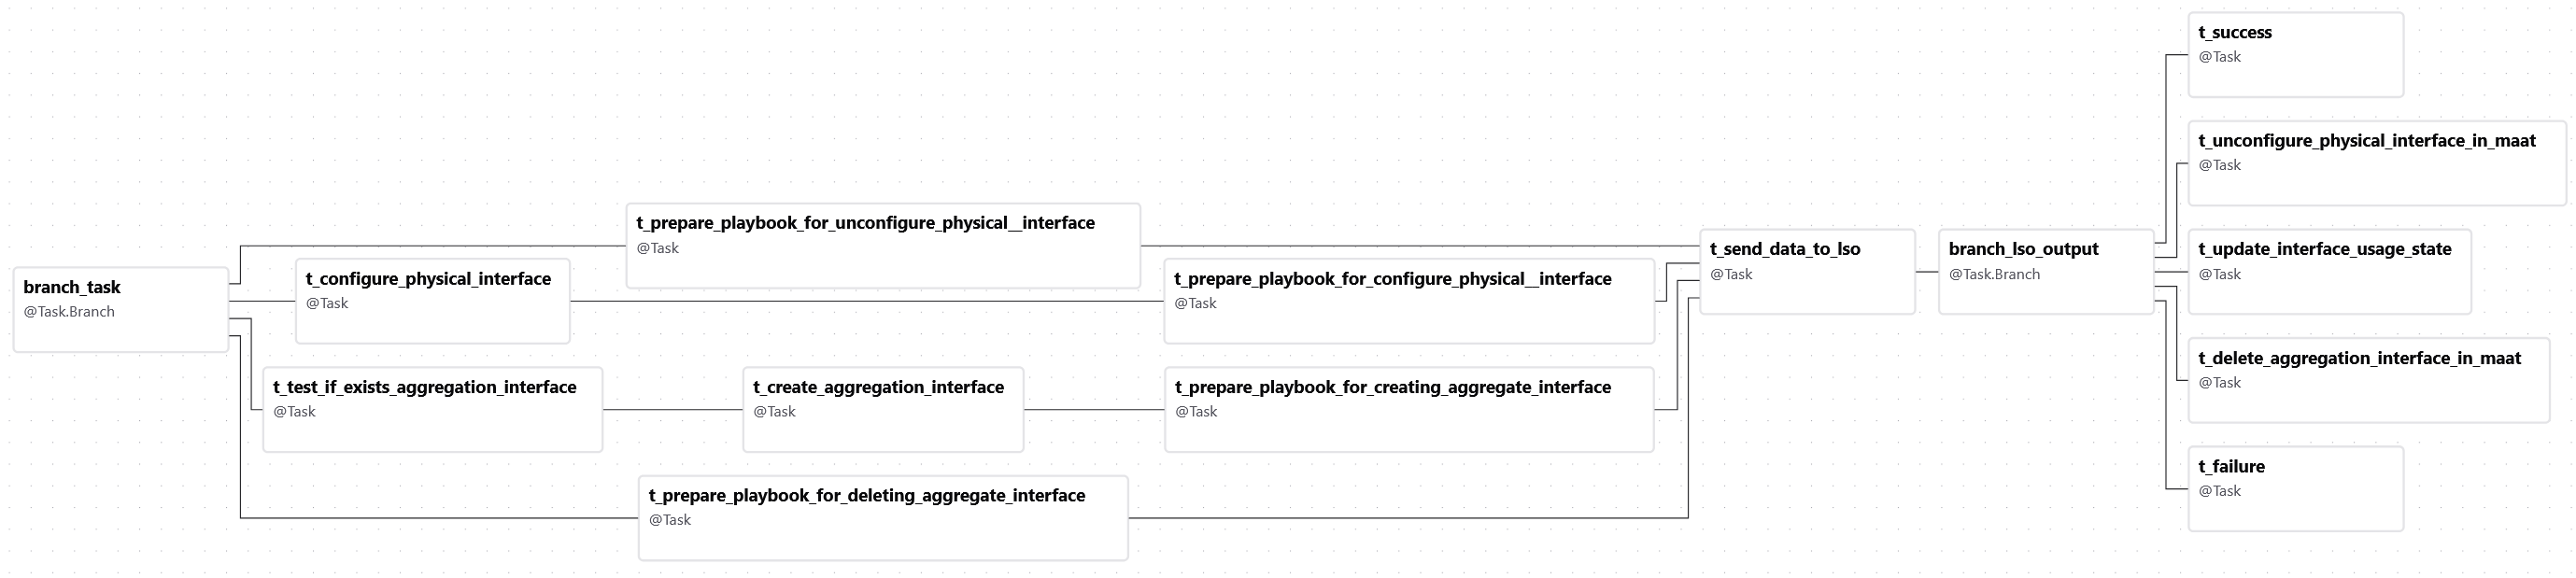 branch_task
@Task.Branch
t_prepare_playbook_for_unconfigure_physical__interface
@Task
t_configure_physical_interface
@Task
t_prepare_playbook_for_configure_physical__interface
@Task
t_test_if_exists_aggregation_interface
@Task
t_create_aggregation_interface
@Task
t_prepare_playbook_for_creating_aggregate_interface
@Task
t_prepare_playbook_for_deleting_aggregate_interface
@Task
t_send_data_to_lso
@Task
branch_lso_output
@Task.Branch
t_success
@Task
t_unconfigure_physical_interface_in_maat
@Task
t_update_interface_usage_state
@Task
t_delete_aggregation_interface_in_maat
@Task
t_failure
@Task